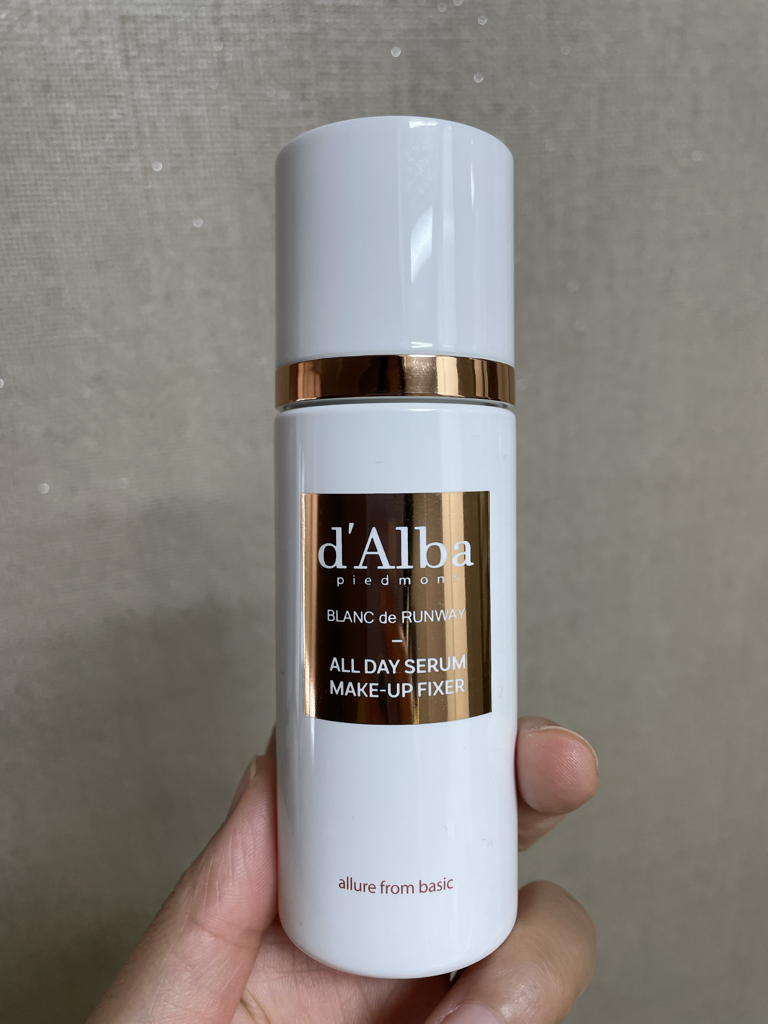 d'Alba
piedmont
BLANC de RUNWAY
–
ALL DAY SERUM
MAKE-UP FIXER
allure from basic